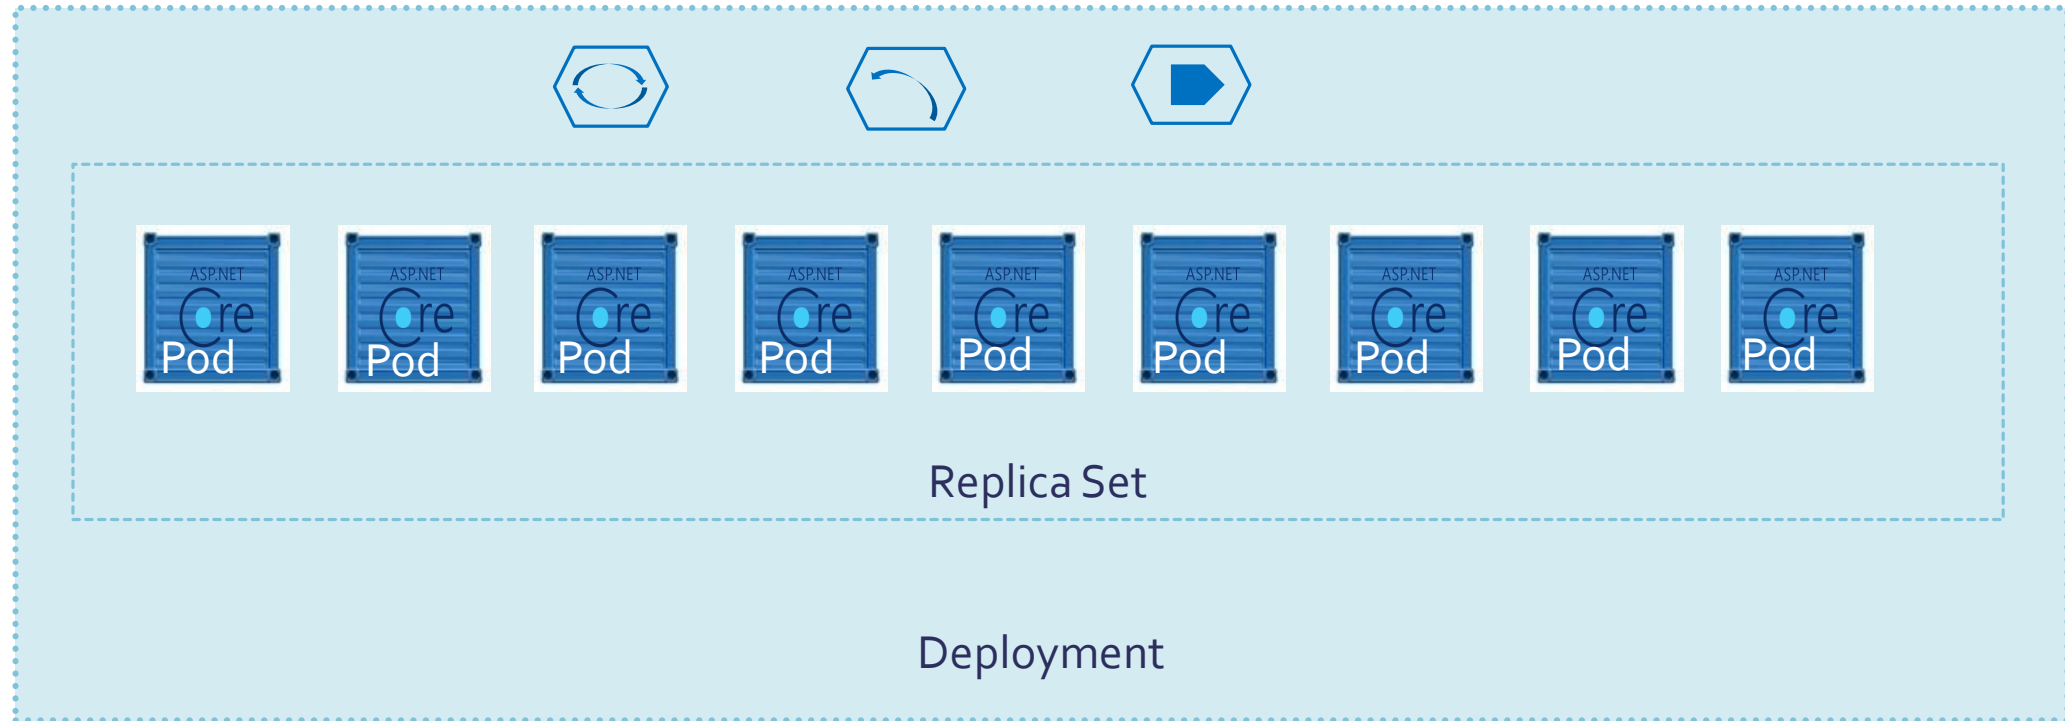 ASP.NET ASP.NET ASP.NET ASP.NET ASP.NET ASP.NET ASP.NET ASP.NET ASP.NET
Core Core Core Core Core Core Core Core Core
Pod Pod Pod Pod Pod Pod Pod Pod Pod
Replica Set
Deployment